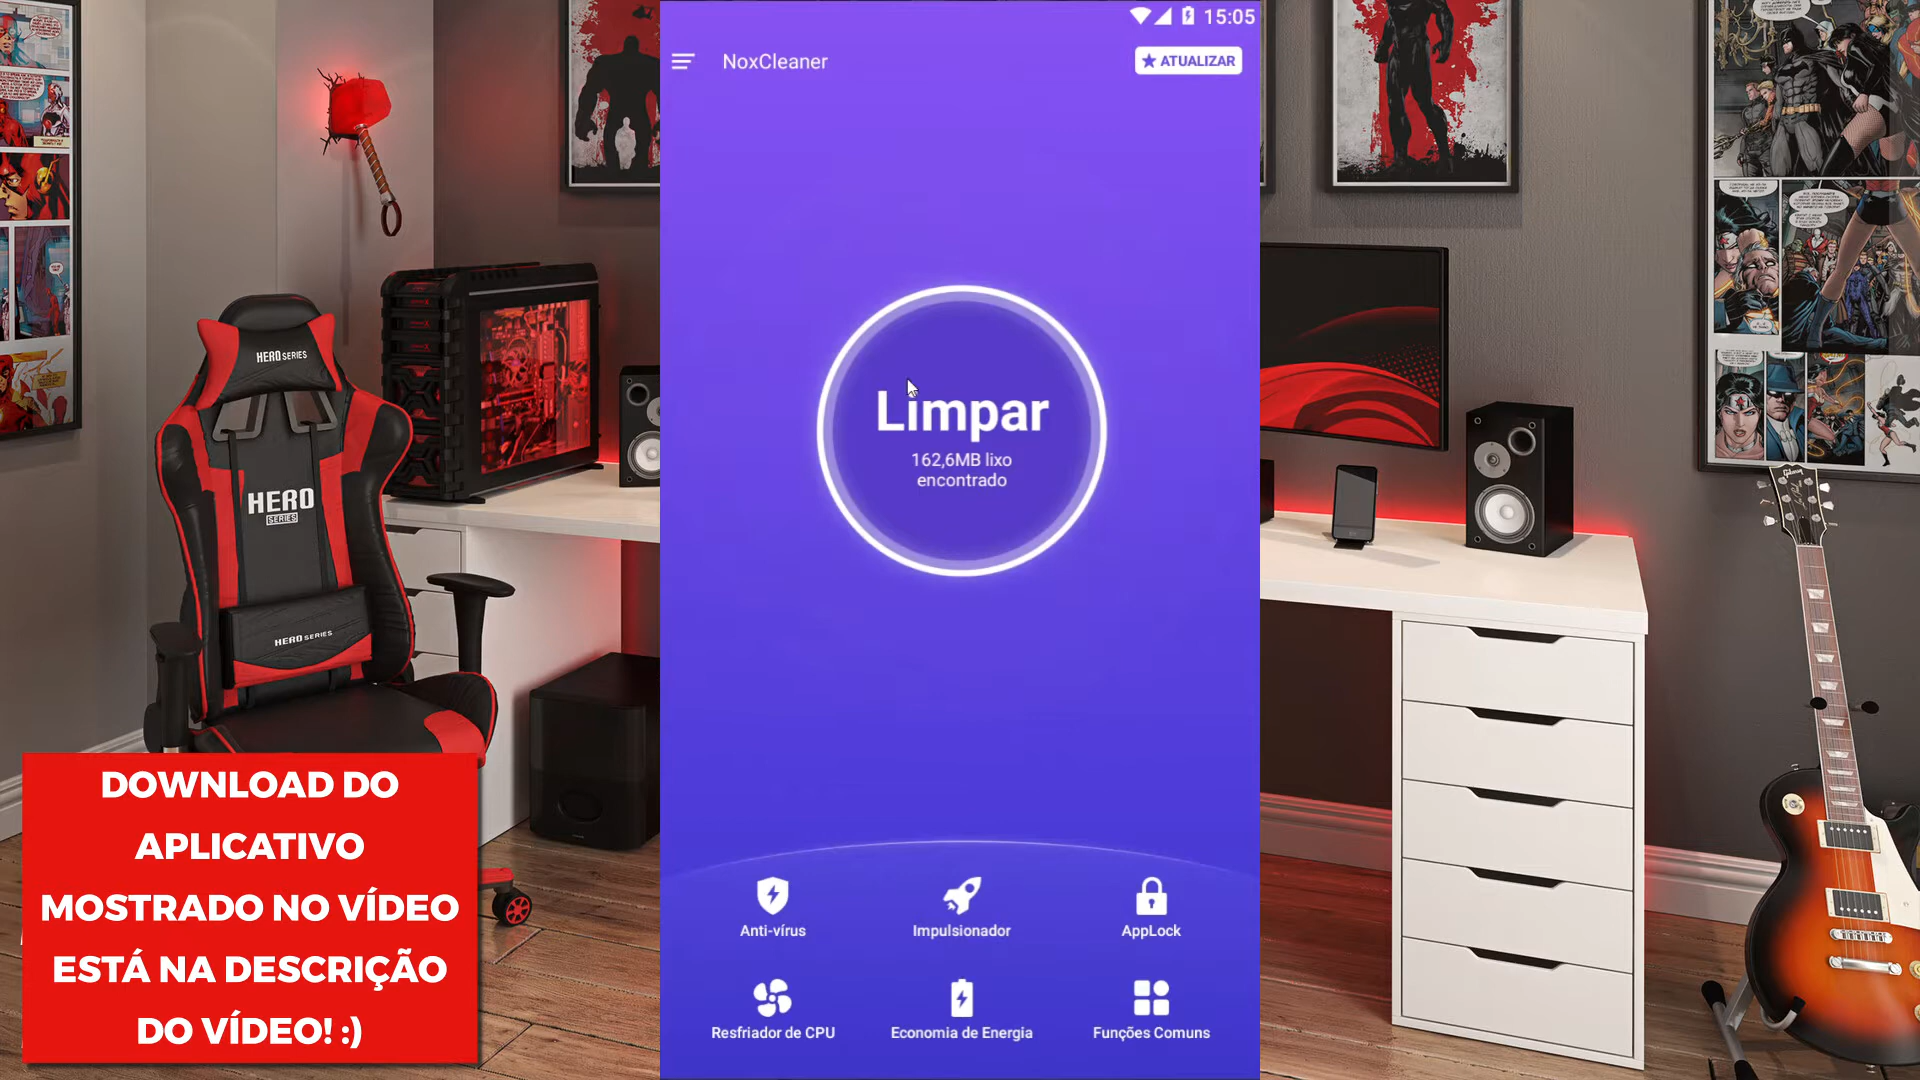 15:05
NoxCleaner
★ ATUALIZAR
Limpar
162,6MB lixo
encontrado
Anti-vírus
Impulsionador
AppLock
Resfriador de CPU
Economia de Energia
Funções Comuns
HERO SERIES
HERO
SERIES
HERO SERIES
Gibson
DOWNLOAD DO
APLICATIVO
MOSTRADO NO VÍDEO
ESTÁ NA DESCRIÇÃO
DO VÍDEO! :)